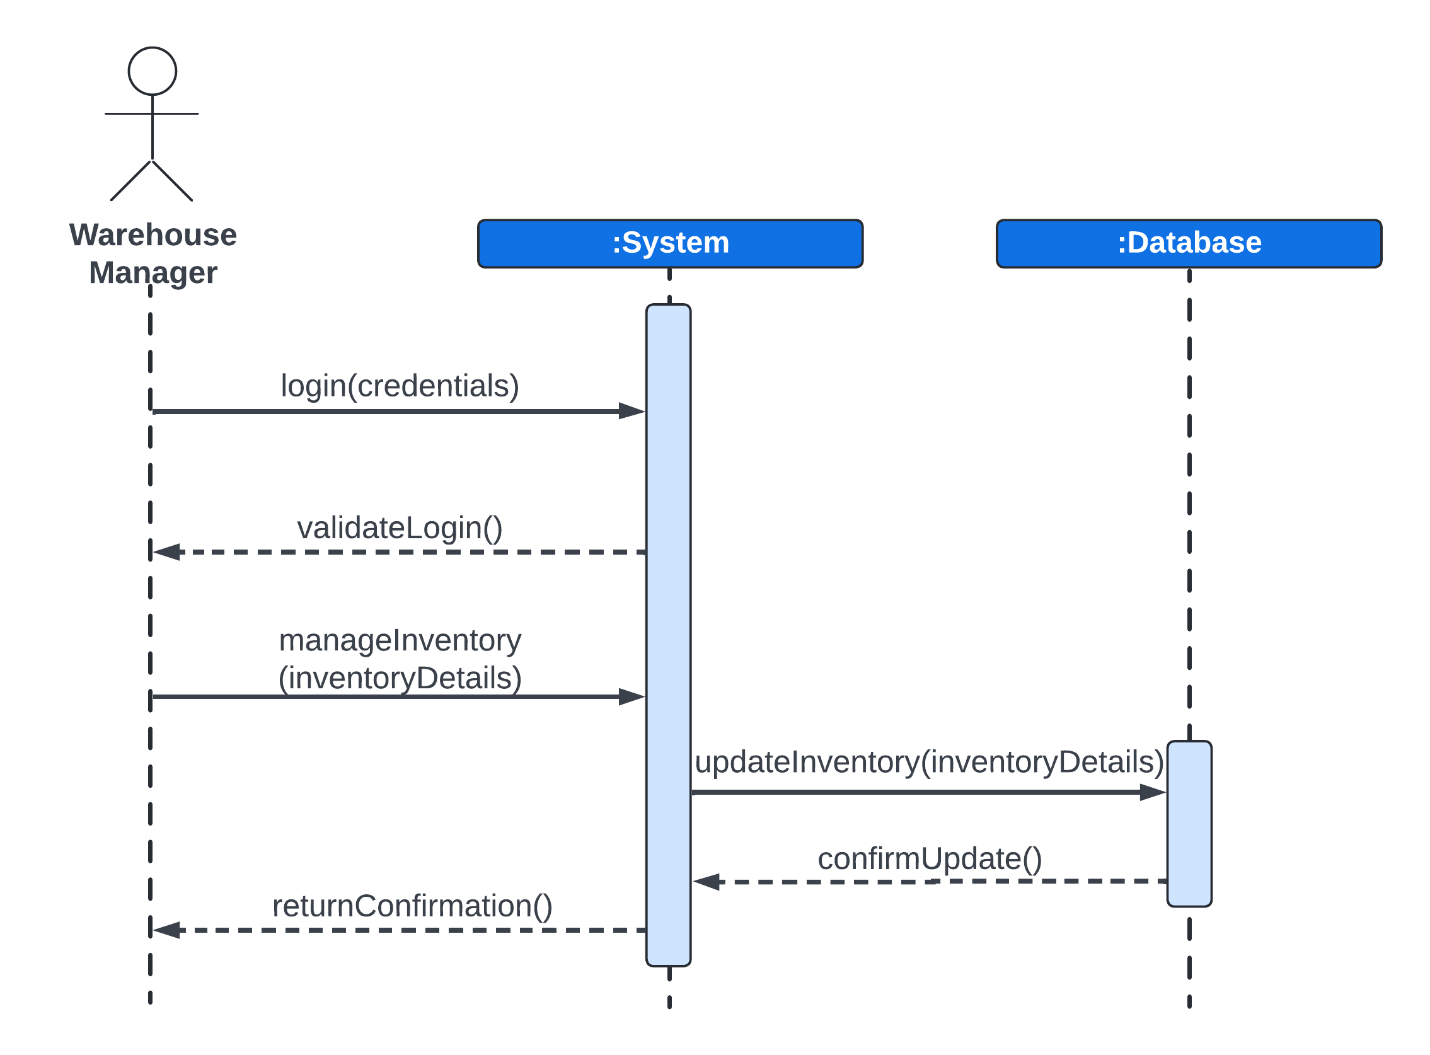 Warehouse
Manager
:System
:Database
login(credentials)
validateLogin()
manageInventory
(inventoryDetails)
updateInventory(inventoryDetails)
confirmUpdate()
returnConfirmation()